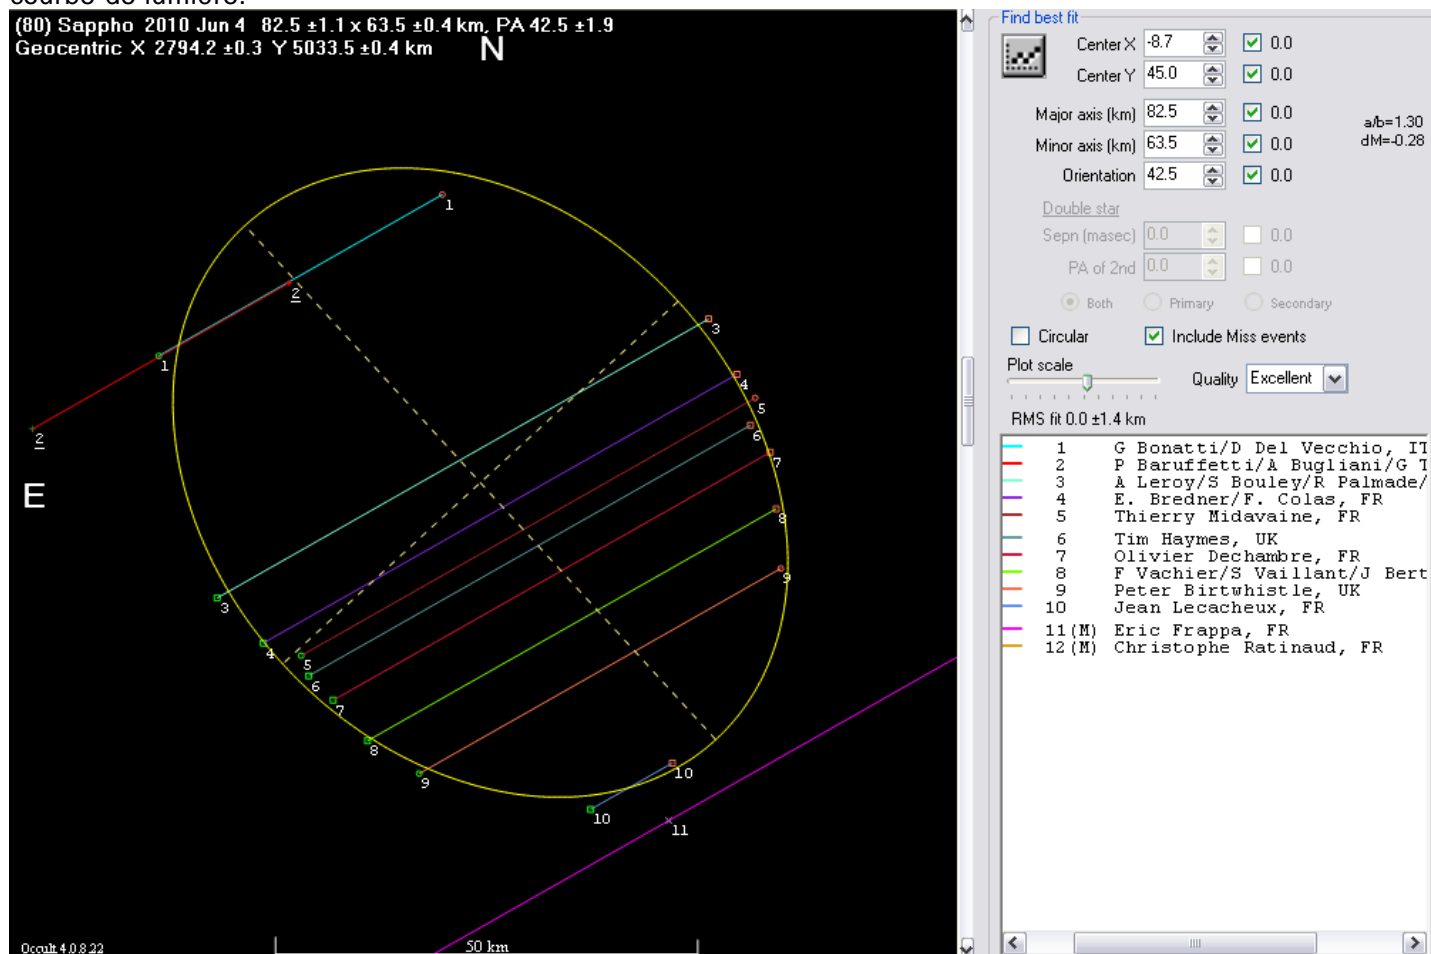 courbe de lumière.
(80) Sappho 2010 Jun 4 82.5 ±1.1 x 63.5 ±0.4 km, PA 42.5 ±1.9
Geocentric X 2794.2 ±0.3 Y 5033.5 ±0.4 km
N
E
1
1
2
2
3
3
4
4
5
5
6
6
7
7
8
8
9
9
10
10
11
Occult 4.0.8.22
50 km
Find best fit
Center X -8.7 0.0
Center Y 45.0 0.0
Major axis (km) 82.5 0.0
Minor axis (km) 63.5 0.0
Orientation 42.5 0.0
a/b=1.30
dM=-0.28
Double star
Sepn (masec) 0.0 0.0
PA of 2nd 0.0 0.0
Both Primary Secondary
Circular Include Miss events
Plot scale
Quality Excellent
RMS fit 0.0 ±1.4 km
1 G Bonatti/D Del Vecchio, IT
2 P Baruffetti/A Bugliani/G T
3 A Leroy/S Bouley/R Palmade/
4 E. Bredner/F. Colas, FR
5 Thierry Midavaine, FR
6 Tim Haymes, UK
7 Olivier Dechambre, FR
8 F Vachier/S Vaillant/J Bert
9 Peter Birtwhistle, UK
10 Jean Lecacheux, FR
11(M) Eric Frappa, FR
12(M) Christophe Ratinaud, FR